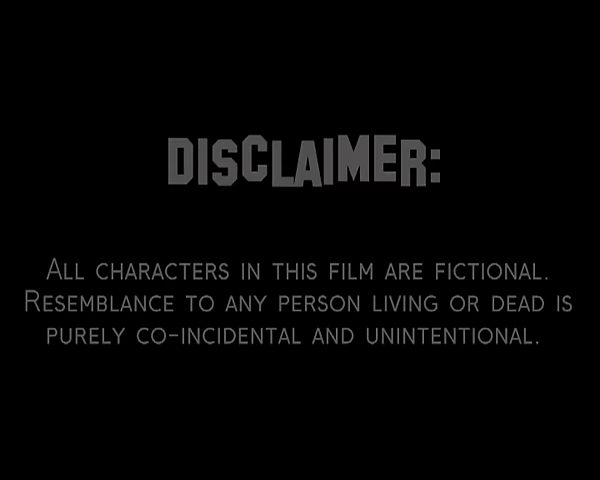 DISCLAIMER:
ALL CHARACTERS IN THIS FILM ARE FICTIONAL.
RESEMBLANCE TO ANY PERSON LIVING OR DEAD IS
PURELY CO-INCIDENTAL AND UNINTENTIONAL.